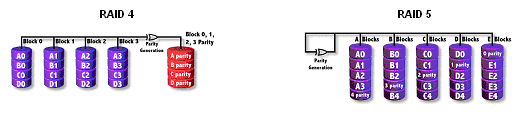 RAID 4
Block 0 Block 1 Block 2 Block 3
Parity
Generation
Block 0, 1,
2, 3 Parity
A0 A1 A2 A3 A parity
B0 B1 B2 B3 B parity
C0 C1 C2 C3 C parity
D0 D1 D2 D3 D parity
RAID 5
Parity
Generation
A Blocks B Blocks C Blocks D Blocks E Blocks
A0 B0 C0 D0 0 parity
A1 B1 C1 1 parity E1
A2 B2 2 parity D2 E2
A3 3 parity C3 D3 E3
4 parity B4 C4 D4 E4